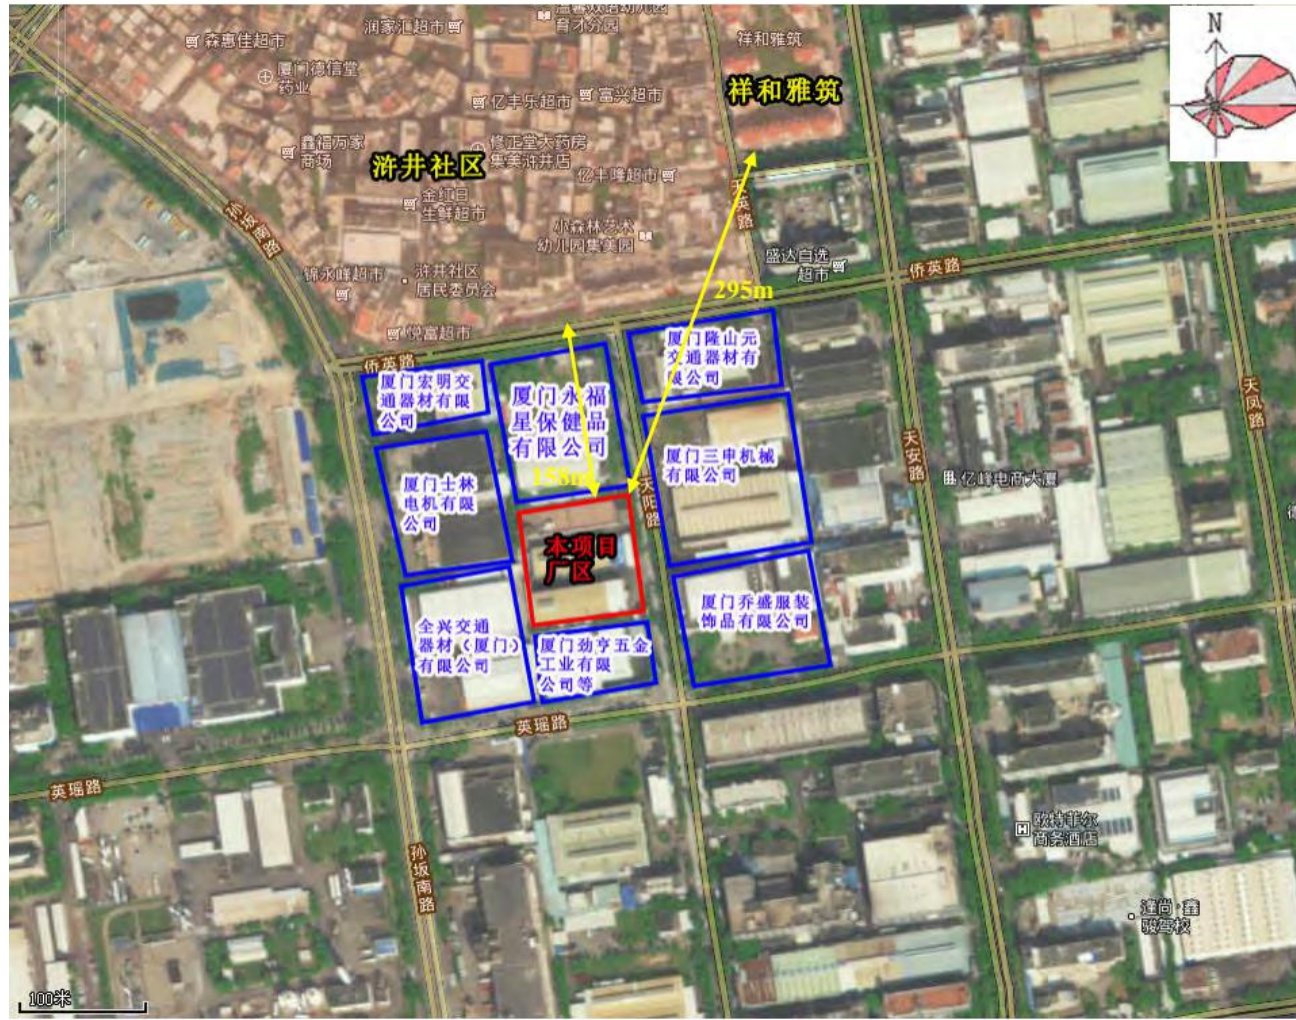 温馨双语幼儿园
育才分园
润家汇超市
森惠佳超市
祥和雅筑
N
厦门德信堂
药业
祥和雅筑
亿丰乐超市
富兴超市
鑫福万家
商场
修正堂大药房
集美浒井店
浒井社区
亿丰隆超市
天英路
金红日
生鲜超市
孙坂南路
小森林艺术
幼儿园集美园
盛达自选
超市
侨英路
锦永峰超市
浒井社区
居民委员会
295m
悦富超市
侨英路
厦门隆山元
交通器材有
限公司
厦门宏明交
通器材有限
公司
厦门永福
星保健品
有限公司
天凤路
天安路
厦门三申机械
有限公司
158m
亿峰电商大厦
厦门士林
电机有限
公司
天阳路
本项目
厂区
厦门乔盛服装
饰品有限公司
全兴交通
器材（厦门）
有限公司
厦门劲亨五金
工业有限
公司等
英瑶路
英瑶路
欧特菲尔
商务酒店
孙坂南路
逢尚·鑫
骏驾校
100米